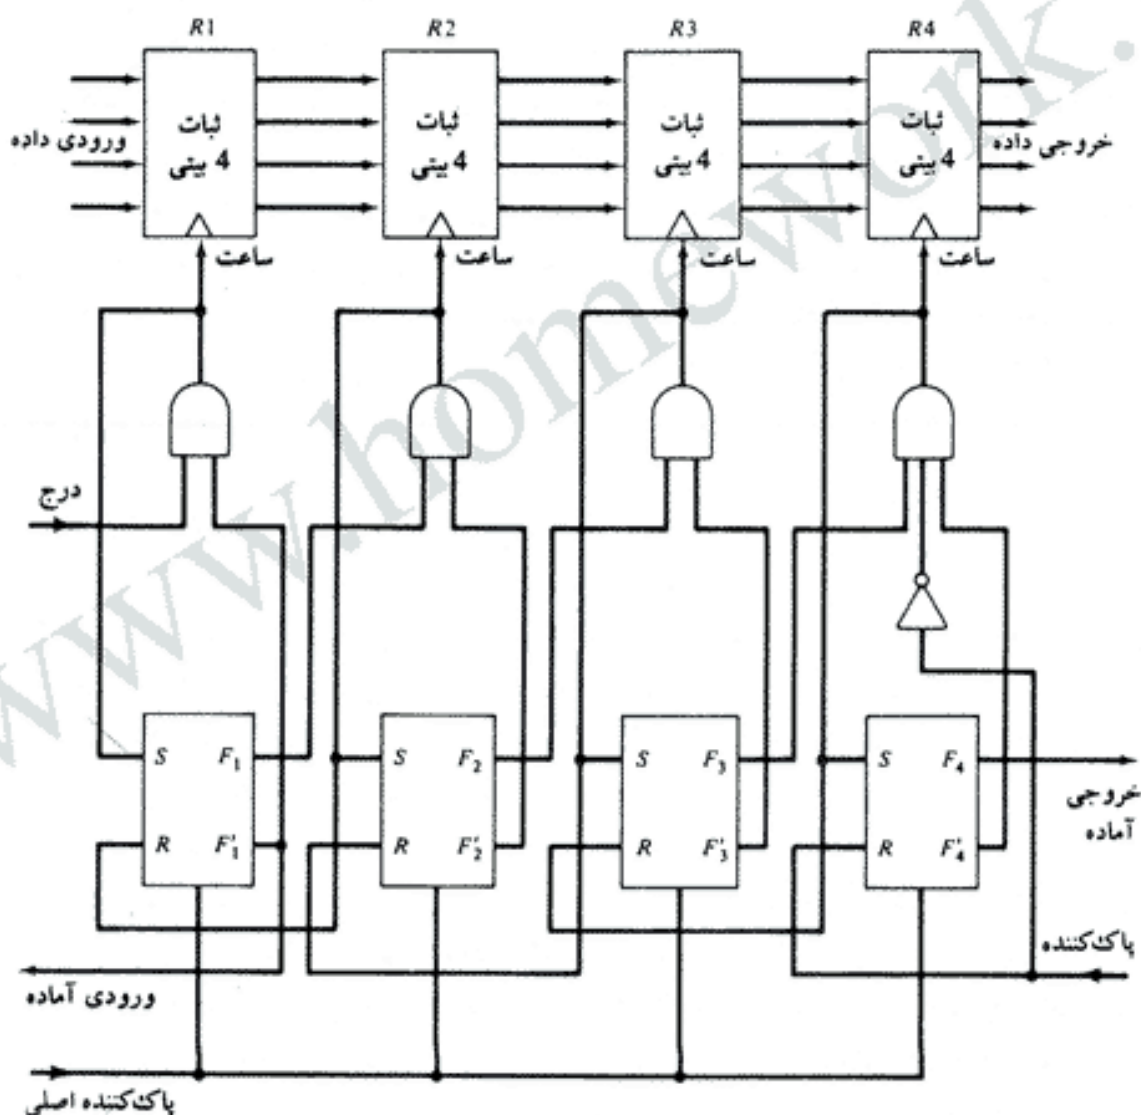 R1 R2 R3 R4
ورودی داده
ثبات
4 بیتی
ثبات
4 بیتی
ثبات
4 بیتی
ثبات
4 بیتی
خروجی داده
ساعت
ساعت
ساعت
ساعت
درج
S F₁
R F′₁
S F₂
R F′₂
S F₃
R F′₃
S F₄
R F′₄
خروجی
آماده
پاک‌کننده
ورودی آماده
پاک‌کننده اصلی
www.homework.